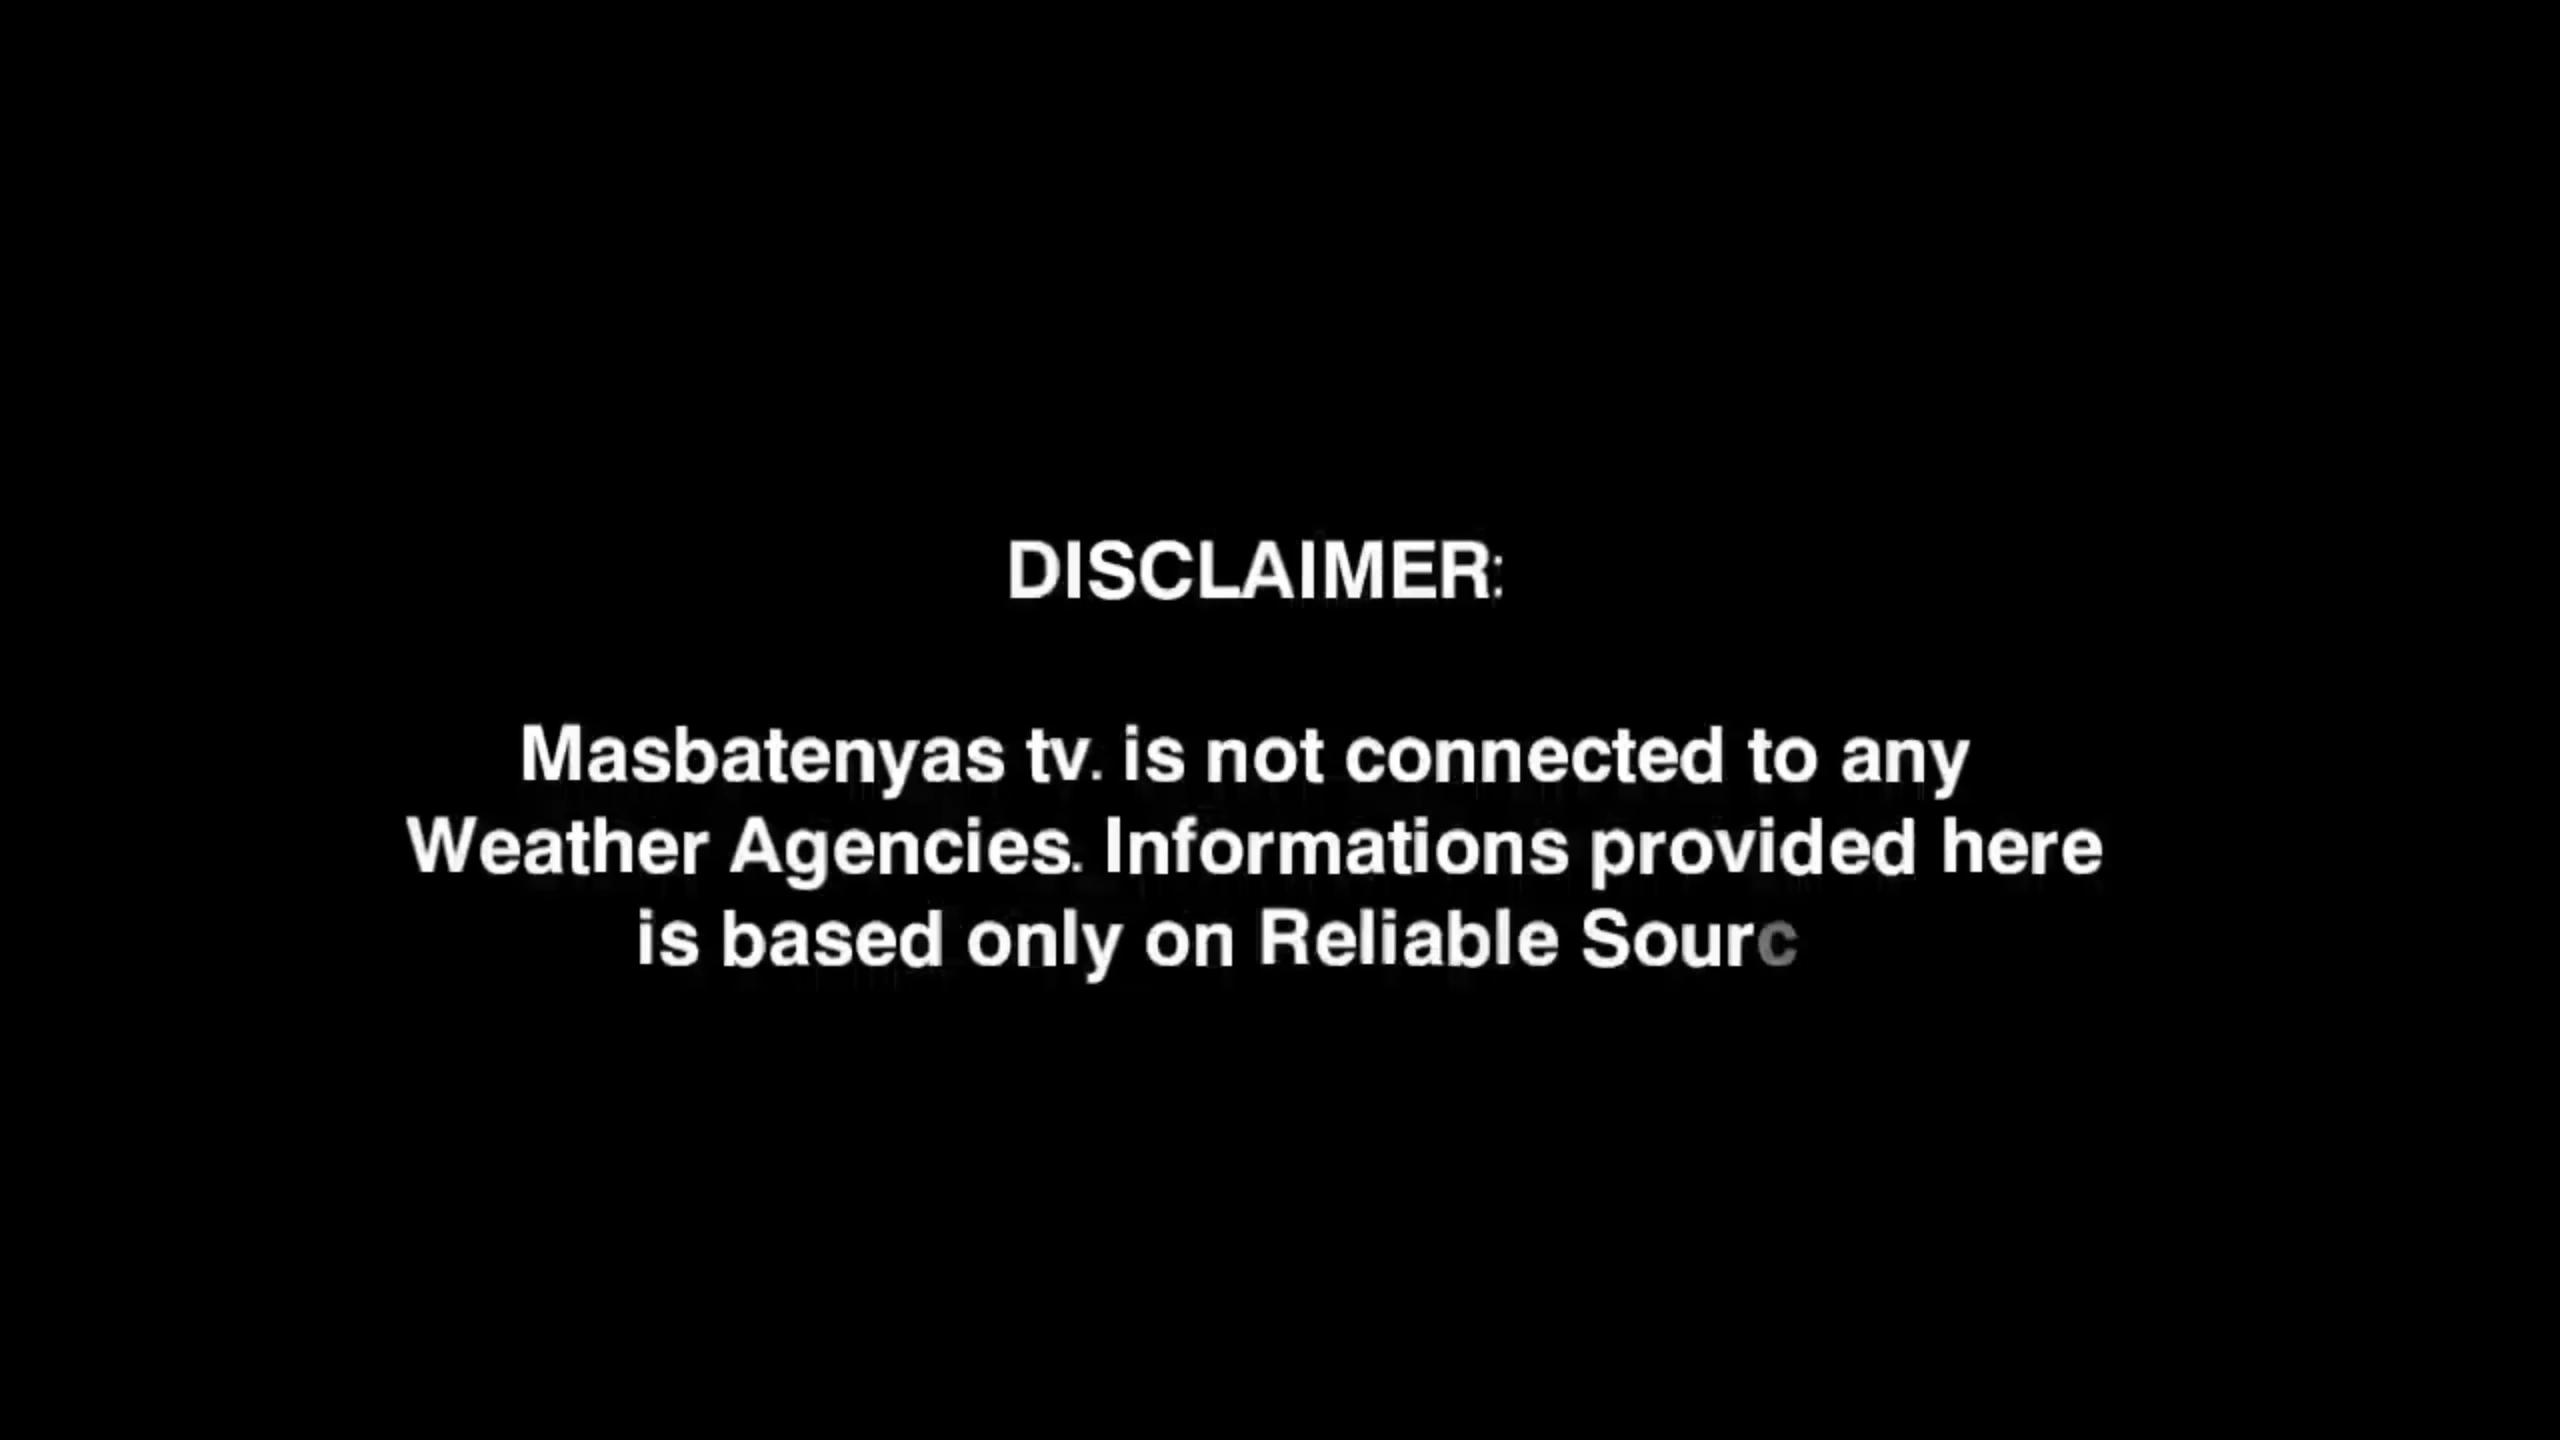 DISCLAIMER:
Masbatenyas tv. is not connected to any
Weather Agencies. Informations provided here
is based only on Reliable Sourc